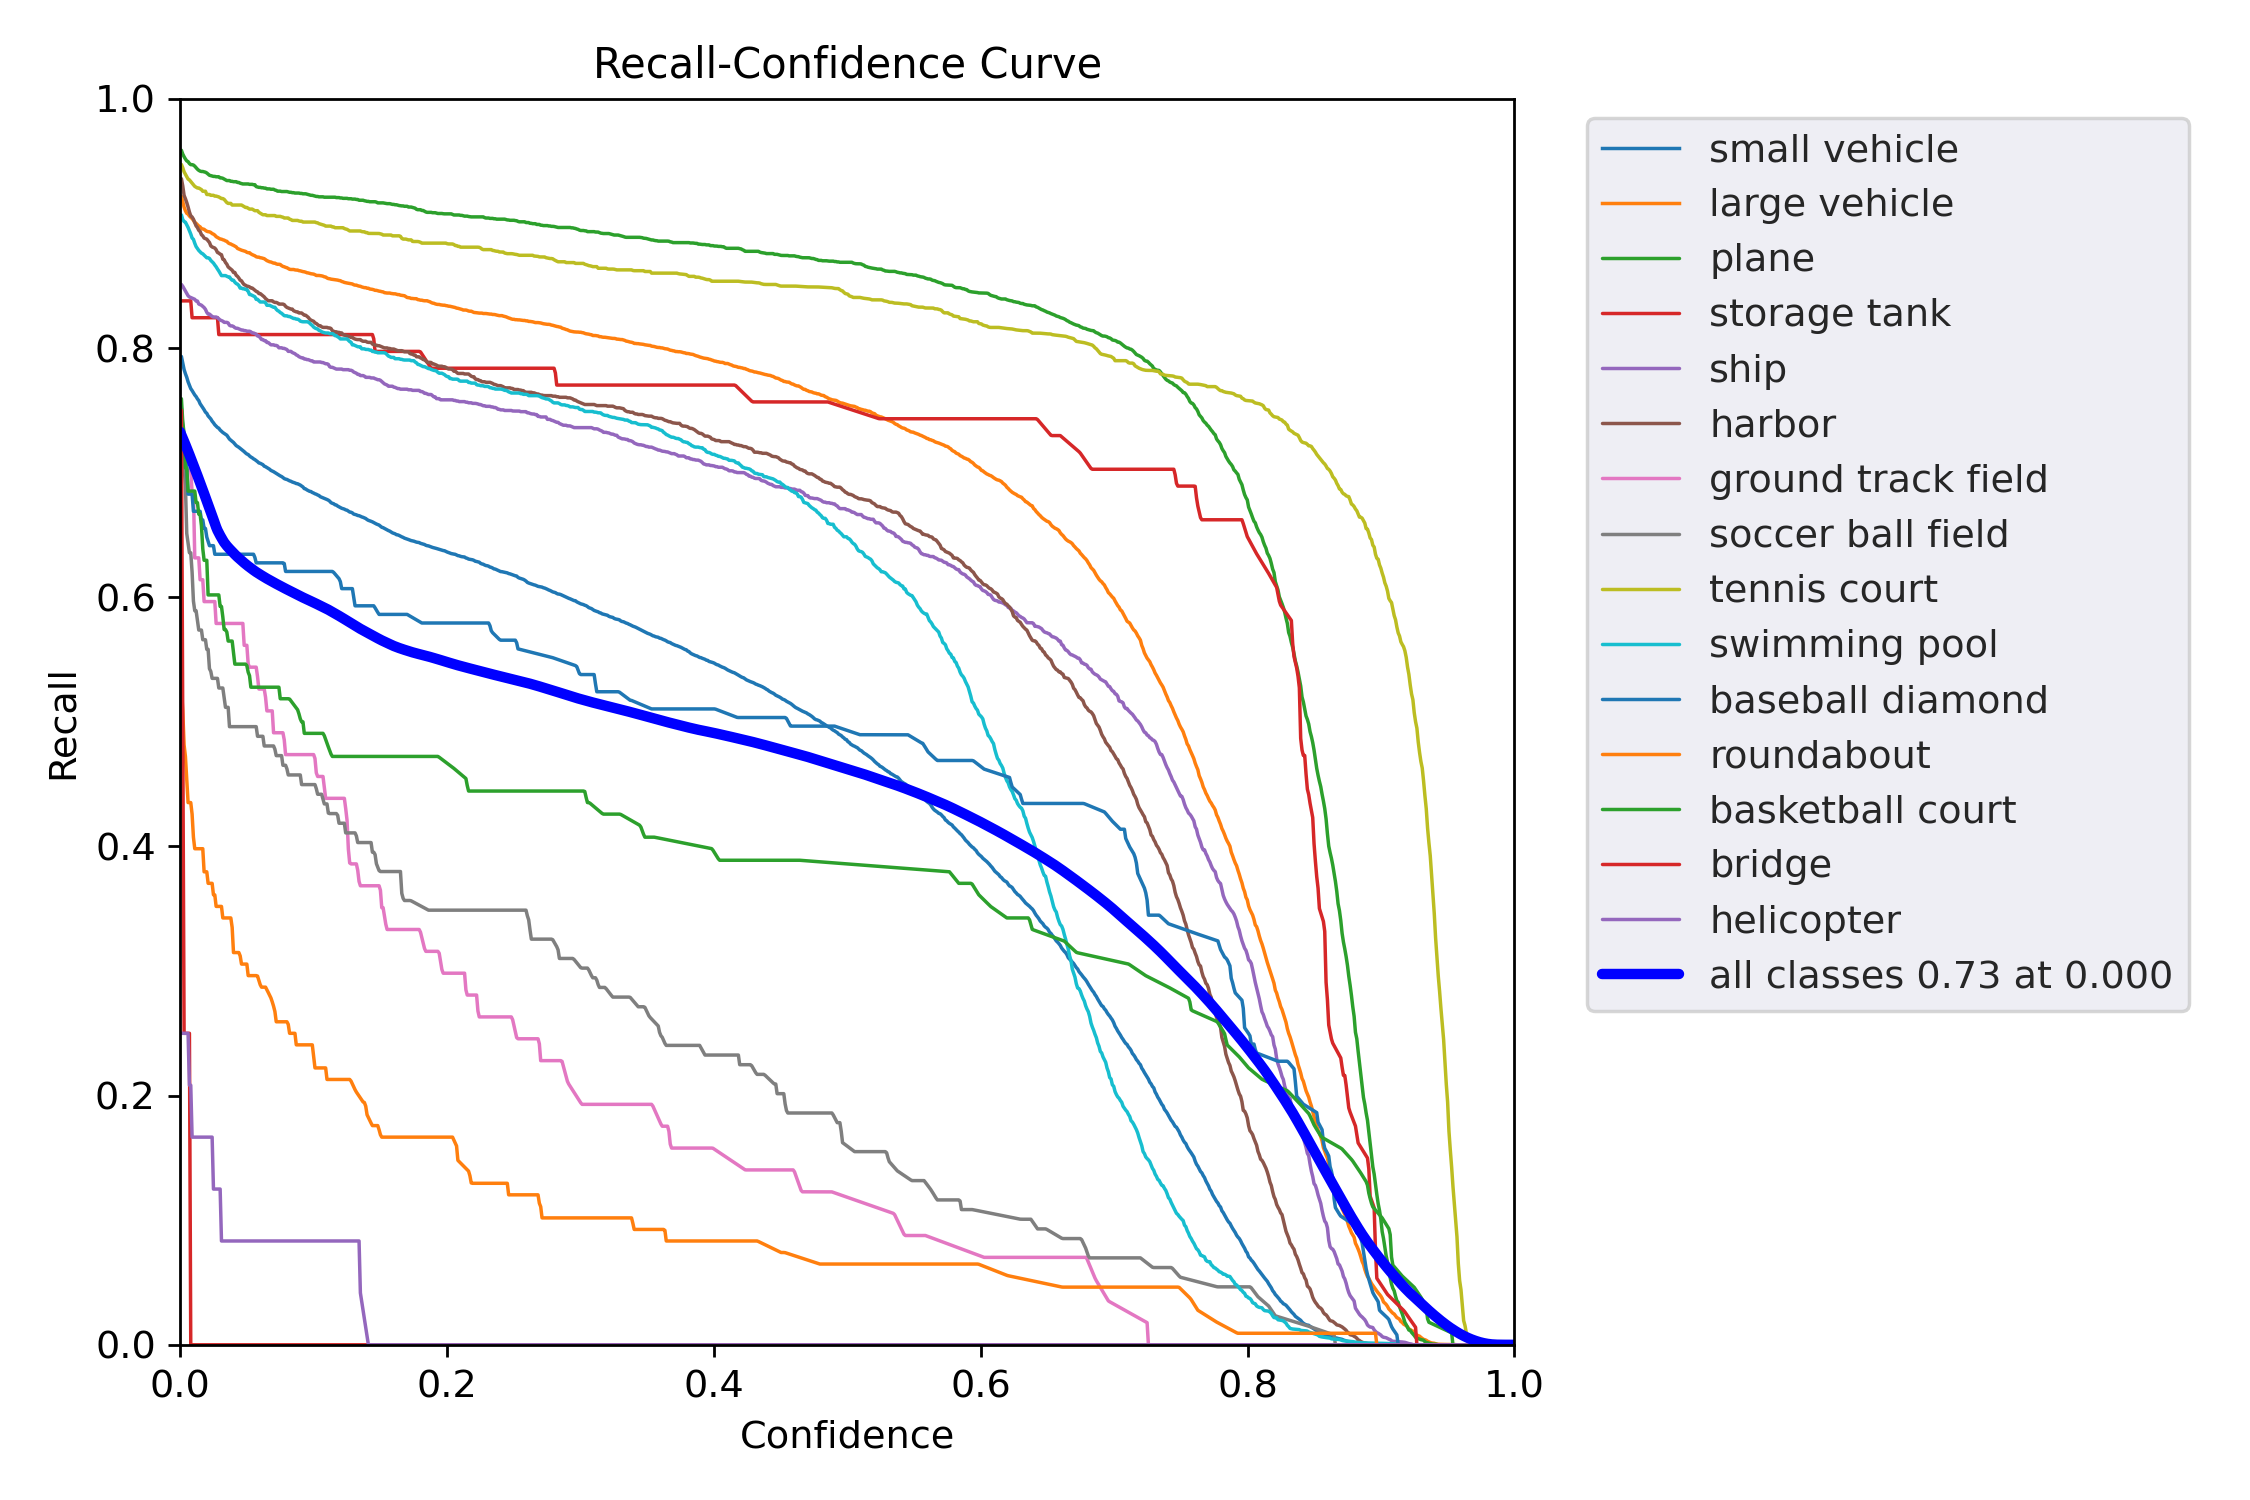 Recall-Confidence Curve
1.0
0.8
0.6
0.4
0.2
0.0
Recall
0.0 0.2 0.4 0.6 0.8 1.0
Confidence
small vehicle
large vehicle
plane
storage tank
ship
harbor
ground track field
soccer ball field
tennis court
swimming pool
baseball diamond
roundabout
basketball court
bridge
helicopter
all classes 0.73 at 0.000